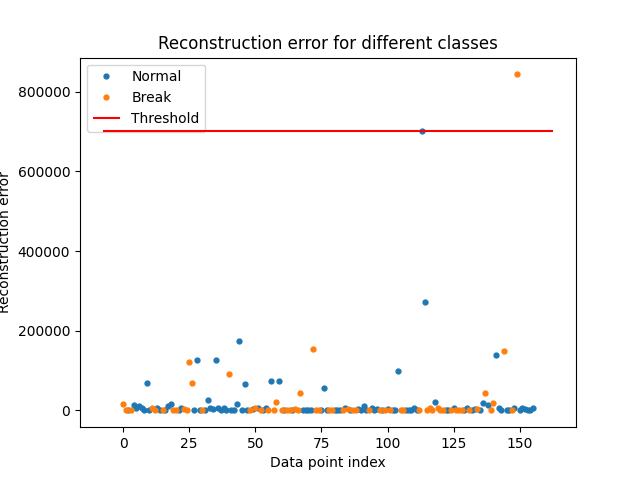 Reconstruction error for different classes
Normal
Break
Threshold
800000
600000
400000
200000
0
Reconstruction error
0 25 50 75 100 125 150
Data point index